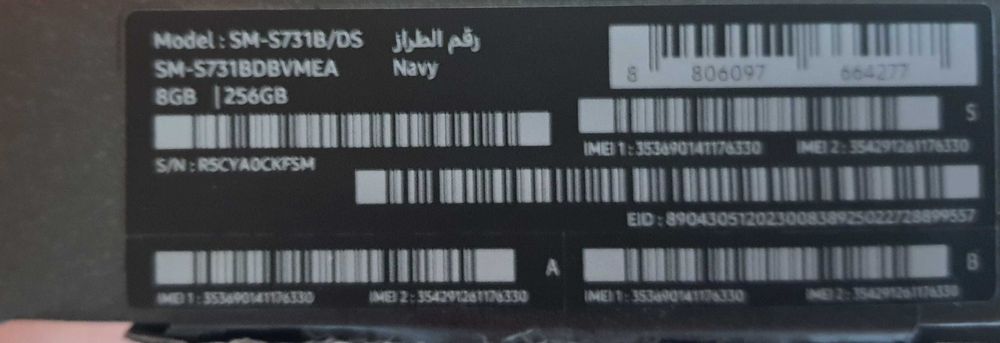 Model : SM-S731B/DS رقم الطراز
SM-S731BDBVMEA Navy
8GB | 256GB
8 806097 664277
S/N : R5CYA0CKFSM
S
IMEI 1 : 353690141176330 IMEI 2 : 354291261176330
EID : 89043051202300838925022728899557
A
IMEI 1 : 353690141176330 IMEI 2 : 354291261176330
B
IMEI 1 : 353690141176330 IMEI 2 : 354291261176330